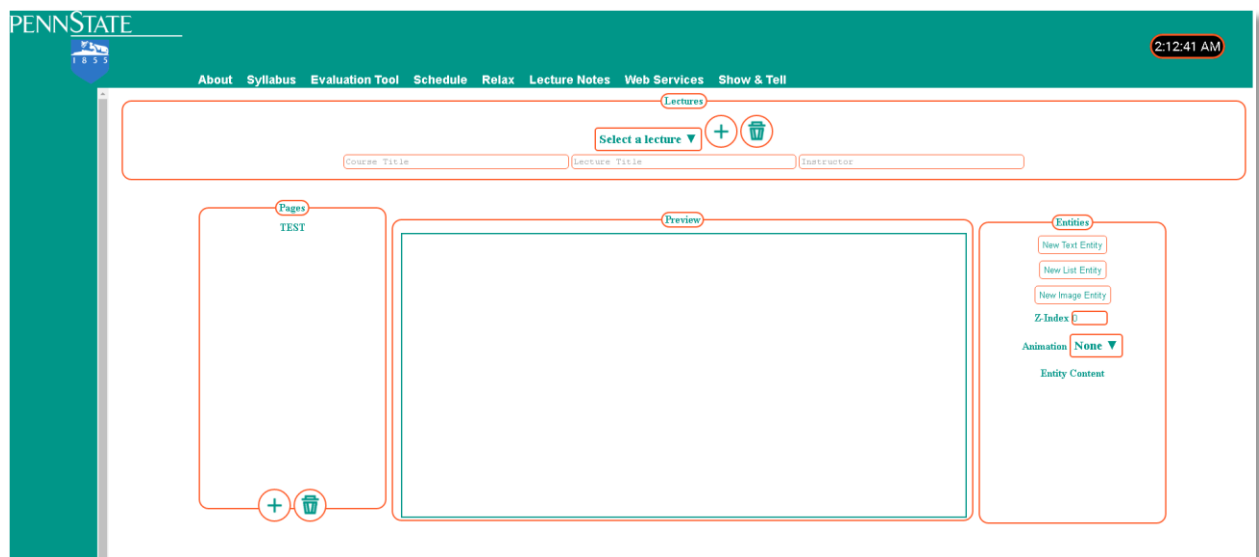 PENNSTATE
1855
2:12:41 AM
About Syllabus Evaluation Tool Schedule Relax Lecture Notes Web Services Show & Tell
Lectures
Select a lecture ▼
Course Title Lecture Title Instructor
Pages
TEST
Preview
Entities
New Text Entity
New List Entity
New Image Entity
Z-Index 0
Animation None ▼
Entity Content